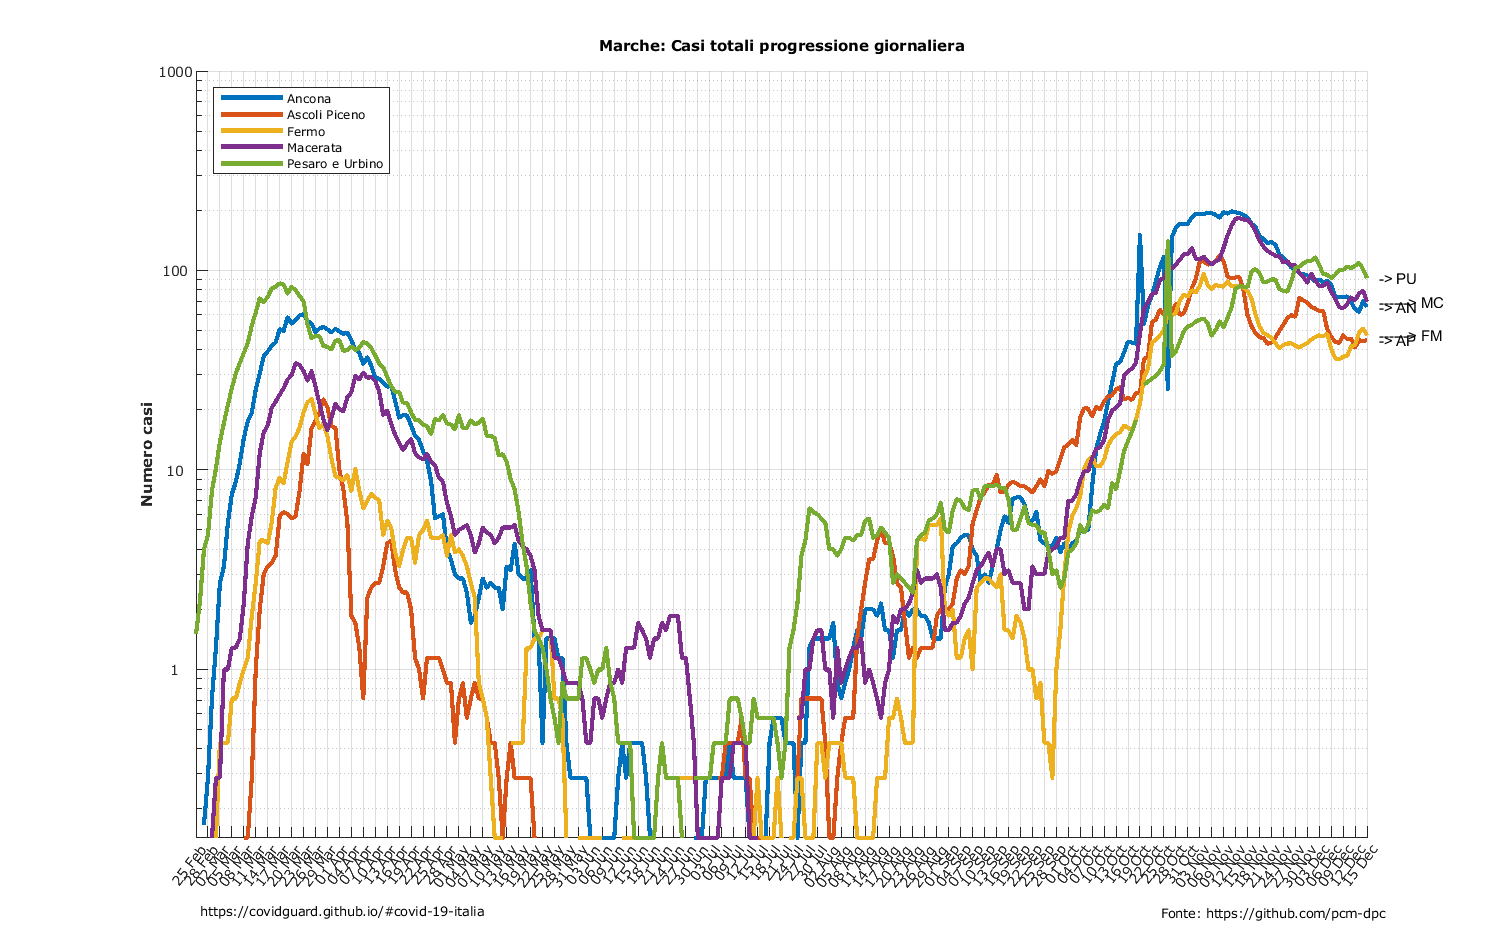 Marche: Casi totali progressione giornaliera
1000
100
10
1
Numero casi
Ancona
Ascoli Piceno
Fermo
Macerata
Pesaro e Urbino
-> PU
-> MC
-> AN
-> FM
-> AP
25 Feb
28 Feb
02 Mar
05 Mar
08 Mar
11 Mar
14 Mar
17 Mar
20 Mar
23 Mar
26 Mar
29 Mar
01 Apr
04 Apr
07 Apr
10 Apr
13 Apr
16 Apr
19 Apr
22 Apr
25 Apr
28 Apr
01 May
04 May
07 May
10 May
13 May
16 May
19 May
22 May
25 May
28 May
31 May
03 Jun
06 Jun
09 Jun
12 Jun
15 Jun
18 Jun
21 Jun
24 Jun
27 Jun
30 Jun
03 Jul
06 Jul
09 Jul
12 Jul
15 Jul
18 Jul
21 Jul
24 Jul
27 Jul
30 Jul
02 Aug
05 Aug
08 Aug
11 Aug
14 Aug
17 Aug
20 Aug
23 Aug
26 Aug
29 Aug
01 Sep
04 Sep
07 Sep
10 Sep
13 Sep
16 Sep
19 Sep
22 Sep
25 Sep
28 Sep
01 Oct
04 Oct
07 Oct
10 Oct
13 Oct
16 Oct
19 Oct
22 Oct
25 Oct
28 Oct
31 Oct
03 Nov
06 Nov
09 Nov
12 Nov
15 Nov
18 Nov
21 Nov
24 Nov
27 Nov
30 Nov
03 Dec
06 Dec
09 Dec
12 Dec
15 Dec
https://covidguard.github.io/#covid-19-italia
Fonte: https://github.com/pcm-dpc